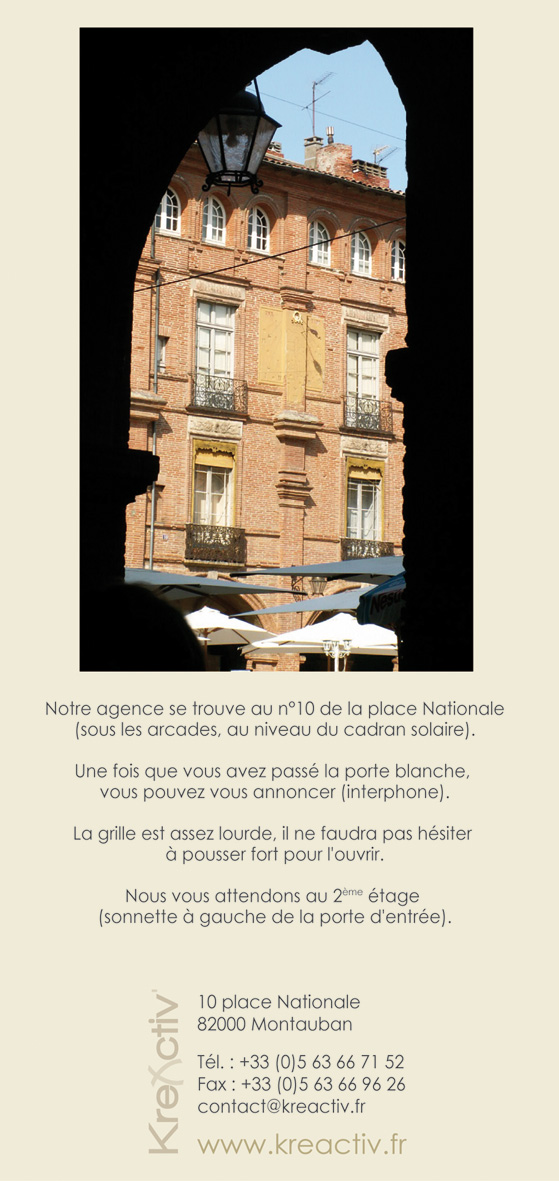 Nesti
Notre agence se trouve au n°10 de la place Nationale
(sous les arcades, au niveau du cadran solaire).
Une fois que vous avez passé la porte blanche,
vous pouvez vous annoncer (interphone).
La grille est assez lourde, il ne faudra pas hésiter
à pousser fort pour l'ouvrir.
Nous vous attendons au 2ème étage
(sonnette à gauche de la porte d'entrée).
Kreactiv
10 place Nationale
82000 Montauban
Tél. : +33 (0)5 63 66 71 52
Fax : +33 (0)5 63 66 96 26
contact@kreactiv.fr
www.kreactiv.fr